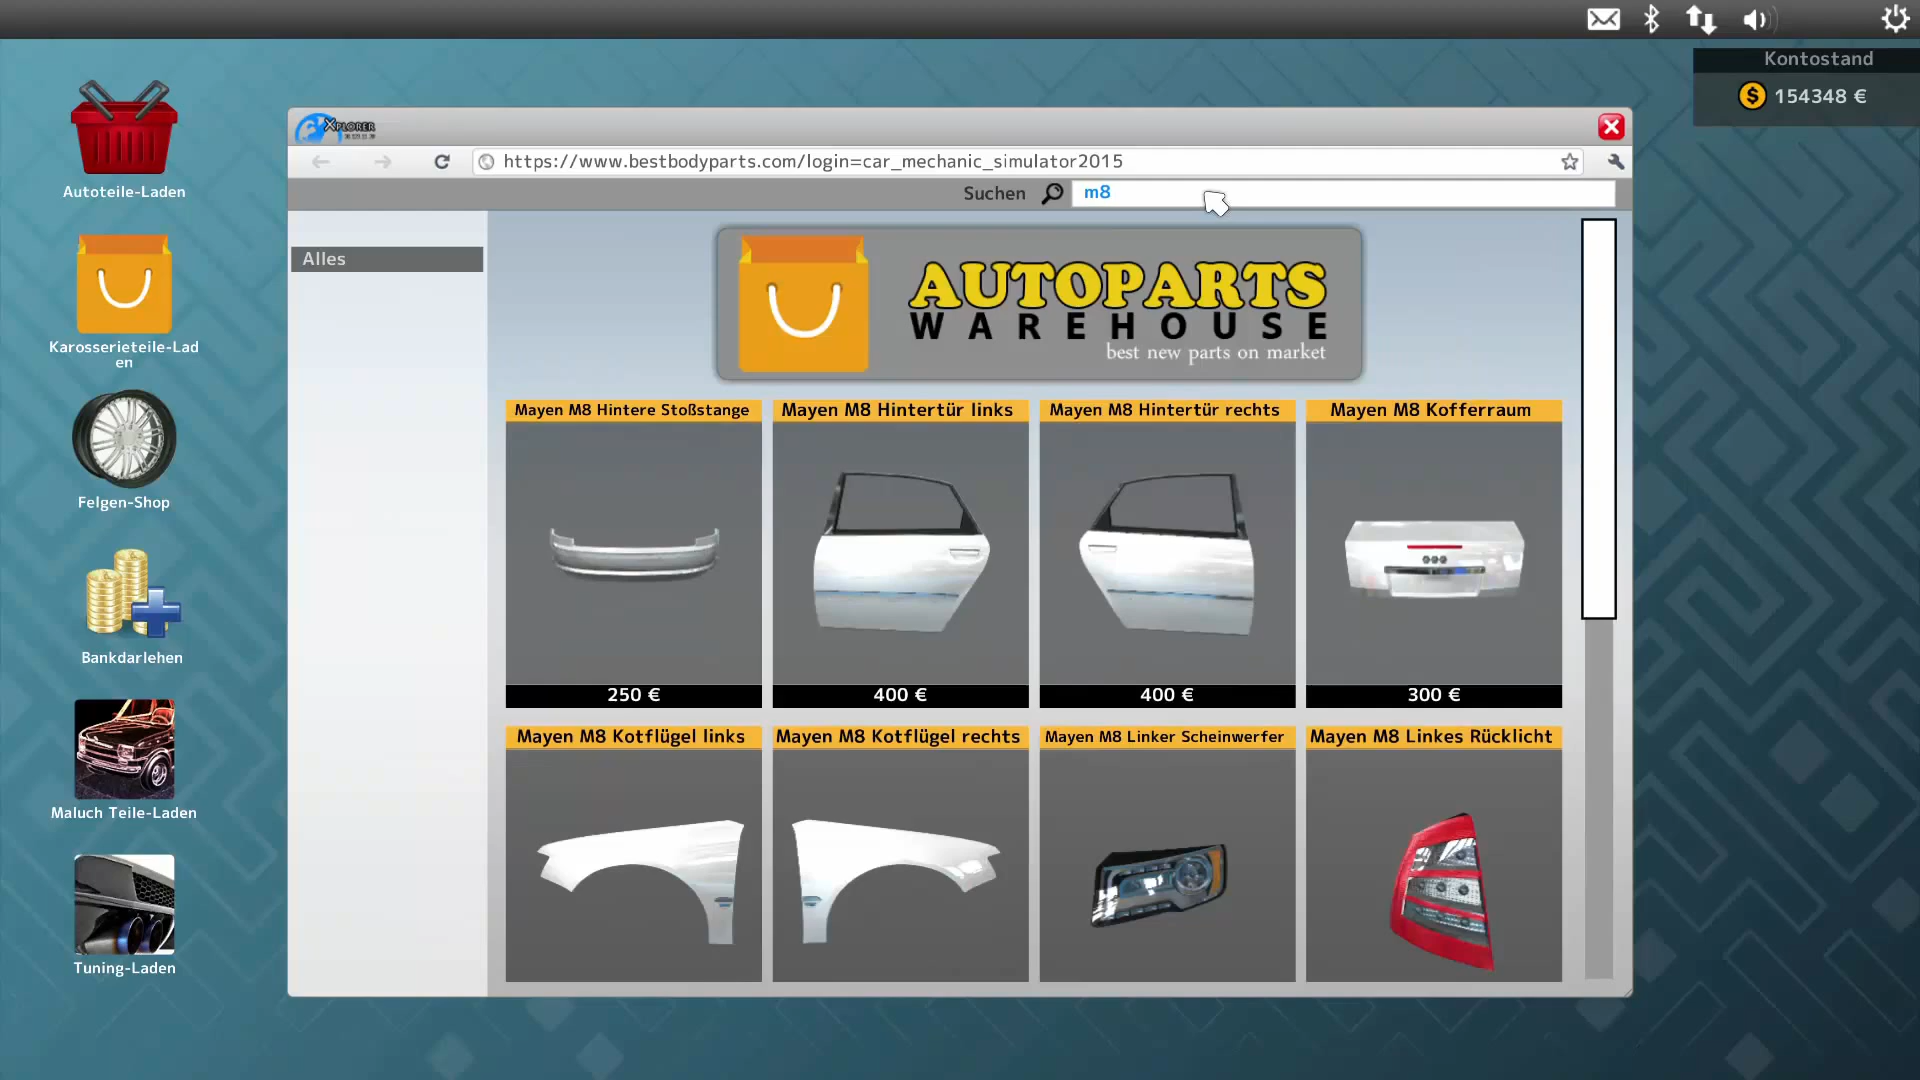 Kontostand
154348 €
Autoteile-Laden
Karosserieteile-Lad
en
Felgen-Shop
Bankdarlehen
Maluch Teile-Laden
Tuning-Laden
XPLORER
https://www.bestbodyparts.com/login=car_mechanic_simulator2015
Suchen
m8
Alles
AUTOPARTS
WAREHOUSE
best new parts on market
Mayen M8 Hintere Stoßstange
Mayen M8 Hintertür links
Mayen M8 Hintertür rechts
Mayen M8 Kofferraum
250 €
400 €
400 €
300 €
Mayen M8 Kotflügel links
Mayen M8 Kotflügel rechts
Mayen M8 Linker Scheinwerfer
Mayen M8 Linkes Rücklicht